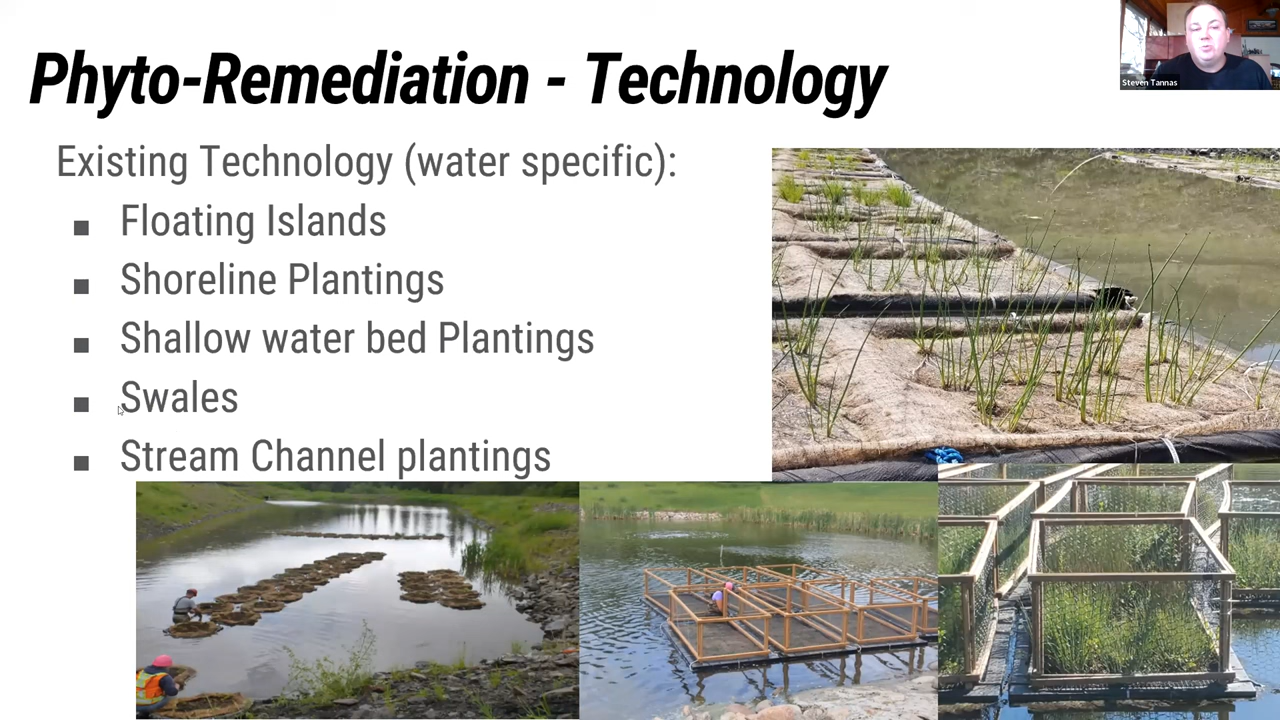 Phyto-Remediation - Technology
Steven Tannas
Existing Technology (water specific):
Floating Islands
Shoreline Plantings
Shallow water bed Plantings
Swales
Stream Channel plantings